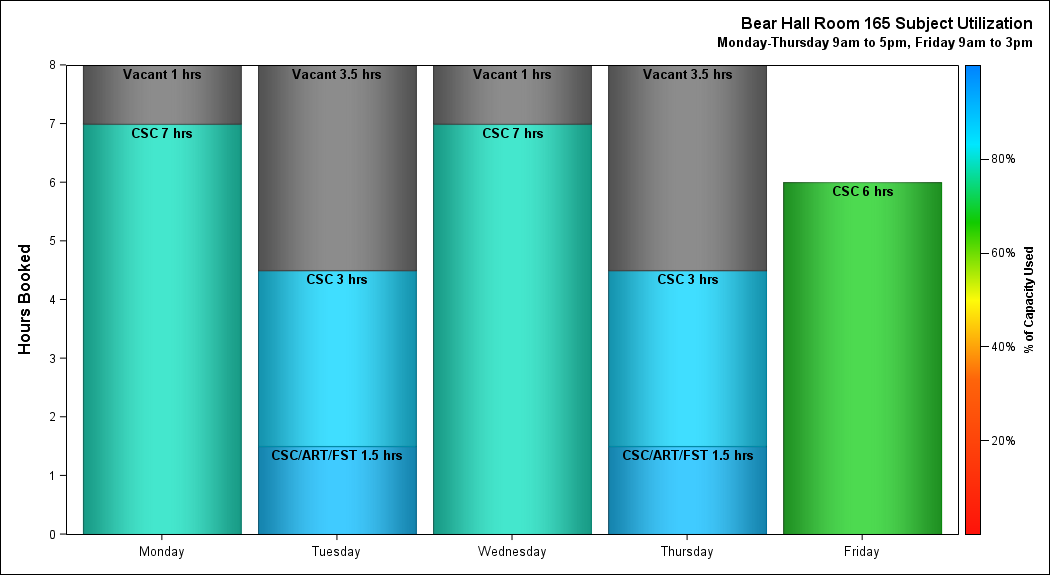 Bear Hall Room 165 Subject Utilization
Monday-Thursday 9am to 5pm, Friday 9am to 3pm
Hours Booked
8
7
6
5
4
3
2
1
0
Vacant 1 hrs
CSC 7 hrs
Vacant 3.5 hrs
CSC 3 hrs
CSC/ART/FST 1.5 hrs
Vacant 1 hrs
CSC 7 hrs
Vacant 3.5 hrs
CSC 3 hrs
CSC/ART/FST 1.5 hrs
CSC 6 hrs
Monday
Tuesday
Wednesday
Thursday
Friday
80%
60%
40%
20%
% of Capacity Used